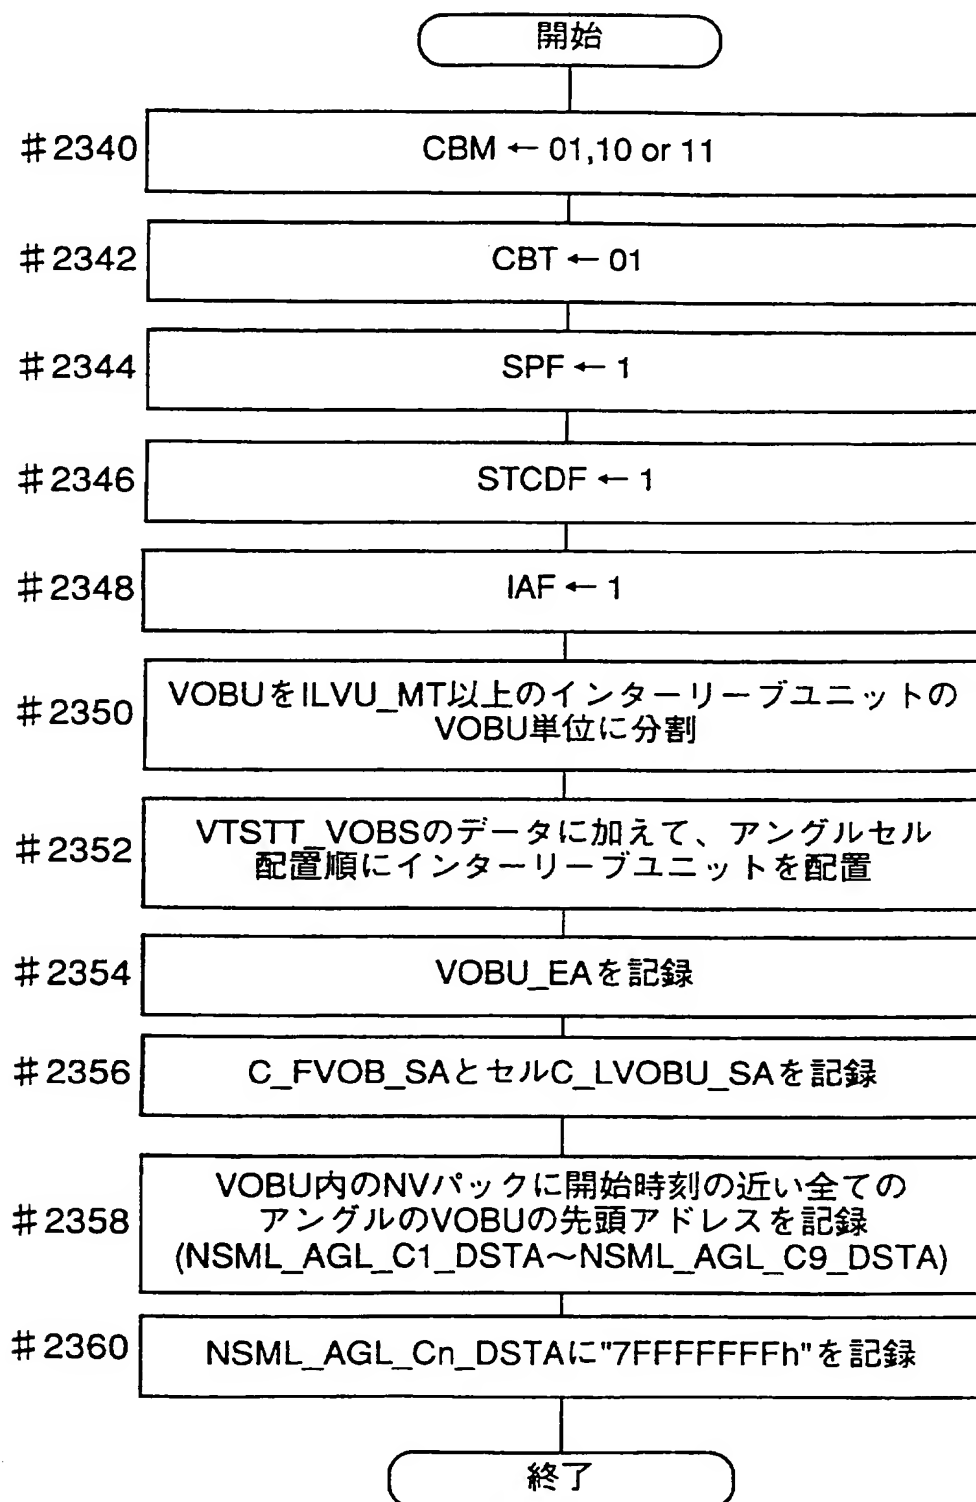 開始
#2340
CBM ← 01,10 or 11
#2342
CBT ← 01
#2344
SPF ← 1
#2346
STCDF ← 1
#2348
IAF ← 1
#2350
VOBUをILVU_MT以上のインターリーブユニットの
VOBU単位に分割
#2352
VTSTT_VOBSのデータに加えて、アングルセル
配置順にインターリーブユニットを配置
#2354
VOBU_EAを記録
#2356
C_FVOB_SAとセルC_LVOBU_SAを記録
#2358
VOBU内のNVパックに開始時刻の近い全ての
アングルのVOBUの先頭アドレスを記録
(NSML_AGL_C1_DSTA～NSML_AGL_C9_DSTA)
#2360
NSML_AGL_Cn_DSTAに"7FFFFFFFh"を記録
終了